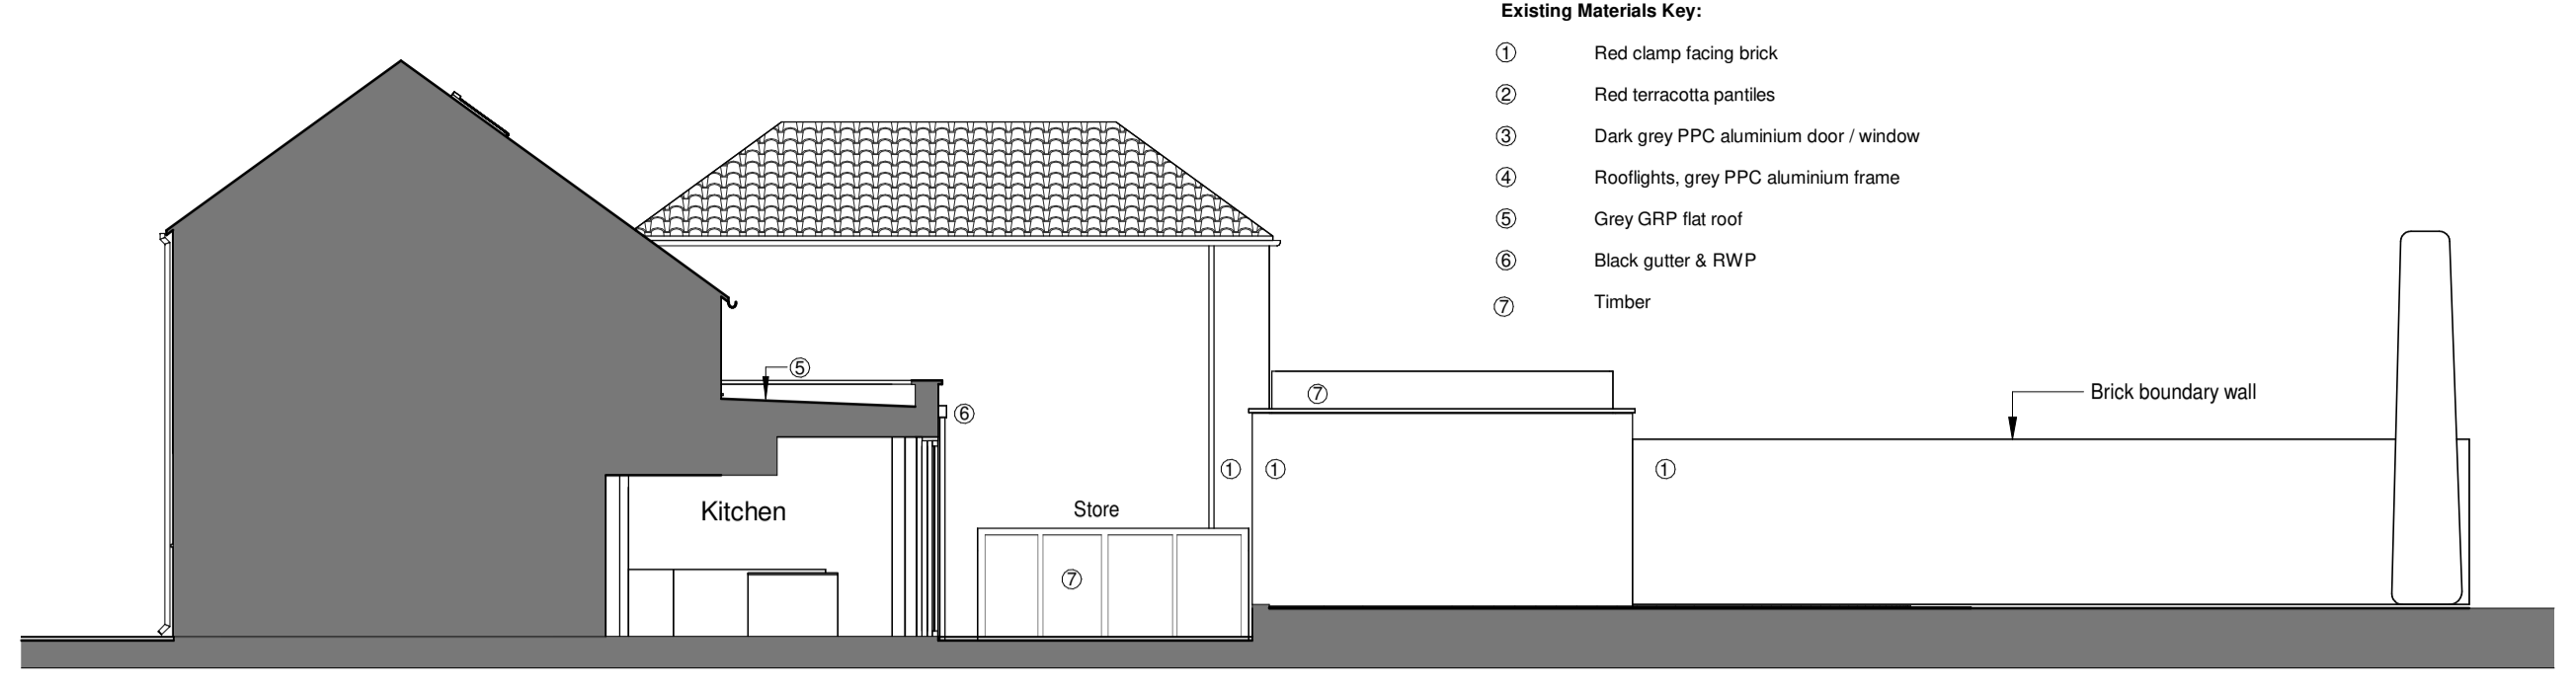 Existing Materials Key:
① Red clamp facing brick
② Red terracotta pantiles
③ Dark grey PPC aluminium door / window
④ Rooflights, grey PPC aluminium frame
⑤ Grey GRP flat roof
⑥ Black gutter & RWP
⑦ Timber
⑤
⑦
Brick boundary wall
⑥
① ① ①
Kitchen
Store
⑦